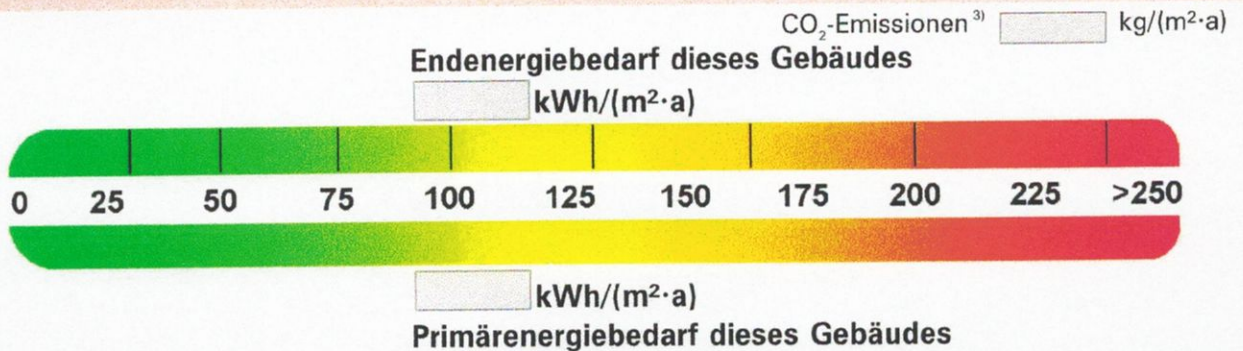 CO₂-Emissionen ³⁾ kg/(m²·a)
Endenergiebedarf dieses Gebäudes
kWh/(m²·a)
0 25 50 75 100 125 150 175 200 225 >250
kWh/(m²·a)
Primärenergiebedarf dieses Gebäudes